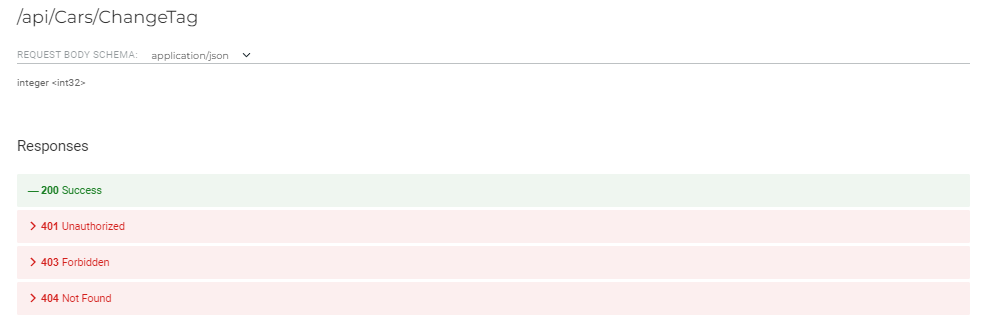 /api/Cars/ChangeTag
REQUEST BODY SCHEMA: application/json
integer <int32>
Responses
— 200 Success
401 Unauthorized
403 Forbidden
404 Not Found